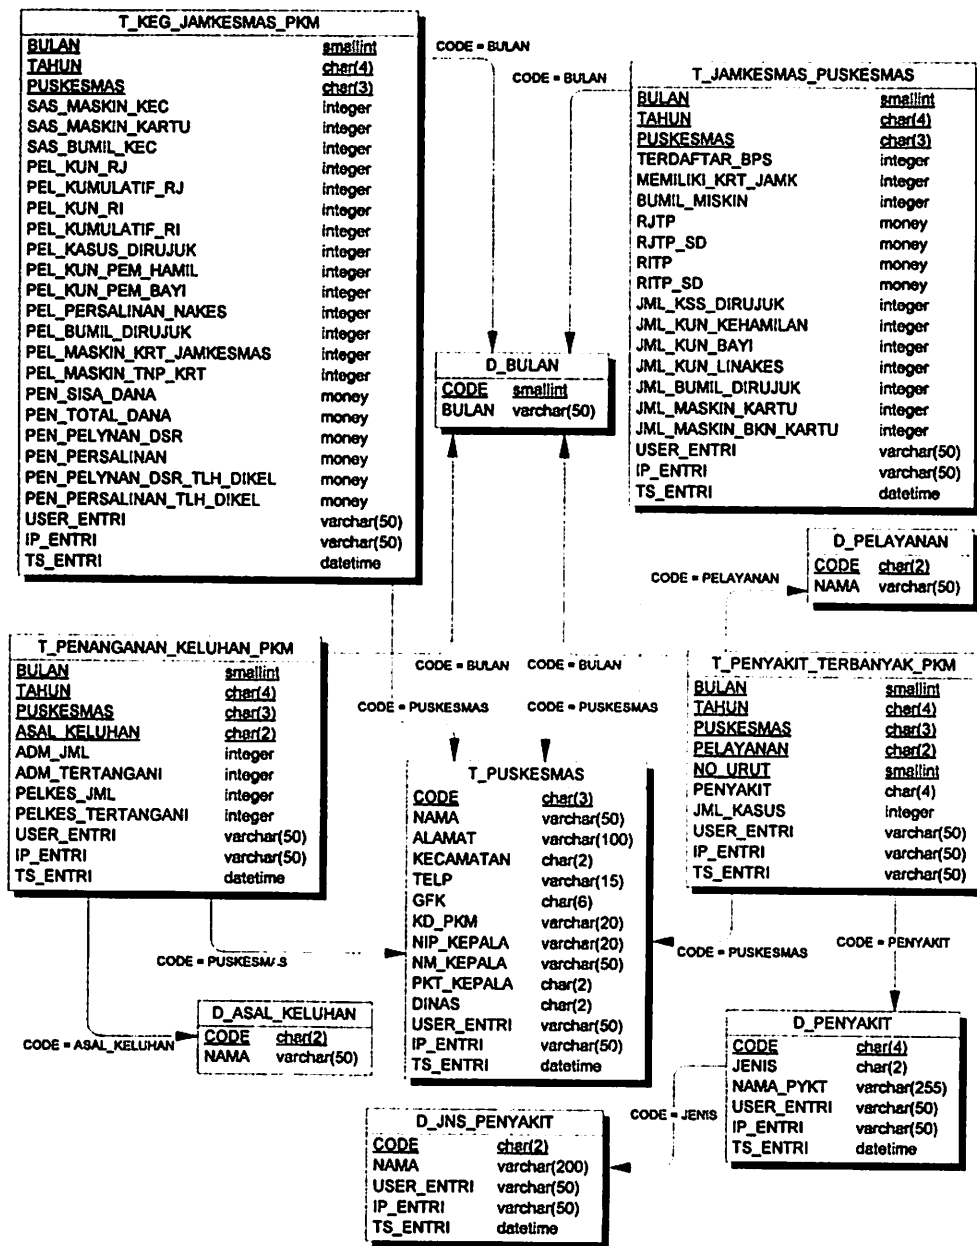 T_KEG_JAMKESMAS_PKM
BULAN smallint
TAHUN char(4)
PUSKESMAS char(3)
SAS_MASKIN_KEC integer
SAS_MASKIN_KARTU integer
SAS_BUMIL_KEC integer
PEL_KUN_RJ integer
PEL_KUMULATIF_RJ integer
PEL_KUN_RI integer
PEL_KUMULATIF_RI integer
PEL_KASUS_DIRUJUK integer
PEL_KUN_PEM_HAMIL integer
PEL_KUN_PEM_BAYI integer
PEL_PERSALINAN_NAKES integer
PEL_BUMIL_DIRUJUK integer
PEL_MASKIN_KRT_JAMKESMAS integer
PEL_MASKIN_TNP_KRT integer
PEN_SISA_DANA money
PEN_TOTAL_DANA money
PEN_PELYNAN_DSR money
PEN_PERSALINAN money
PEN_PELYNAN_DSR_TLH_DIKEL money
PEN_PERSALINAN_TLH_DIKEL money
USER_ENTRI varchar(50)
IP_ENTRI varchar(50)
TS_ENTRI datetime
CODE = BULAN
CODE = BULAN
T_JAMKESMAS_PUSKESMAS
BULAN smallint
TAHUN char(4)
PUSKESMAS char(3)
TERDAFTAR_BPS integer
MEMILIKI_KRT_JAMK integer
BUMIL_MISKIN integer
RJTP money
RJTP_SD money
RITP money
RITP_SD money
JML_KSS_DIRUJUK integer
JML_KUN_KEHAMILAN integer
JML_KUN_BAYI integer
JML_KUN_LINAKES integer
JML_BUMIL_DIRUJUK integer
JML_MASKIN_KARTU integer
JML_MASKIN_BKN_KARTU integer
USER_ENTRI varchar(50)
IP_ENTRI varchar(50)
TS_ENTRI datetime
D_BULAN
CODE smallint
BULAN varchar(50)
D_PELAYANAN
CODE char(2)
NAMA varchar(50)
CODE = PELAYANAN
T_PENANGANAN_KELUHAN_PKM
BULAN smallint
TAHUN char(4)
PUSKESMAS char(3)
ASAL_KELUHAN char(2)
ADM_JML integer
ADM_TERTANGANI integer
PELKES_JML integer
PELKES_TERTANGANI integer
USER_ENTRI varchar(50)
IP_ENTRI varchar(50)
TS_ENTRI datetime
CODE = BULAN
CODE = BULAN
CODE = PUSKESMAS
CODE = PUSKESMAS
T_PENYAKIT_TERBANYAK_PKM
BULAN smallint
TAHUN char(4)
PUSKESMAS char(3)
PELAYANAN char(2)
NO_URUT smallint
PENYAKIT char(4)
JML_KASUS integer
USER_ENTRI varchar(50)
IP_ENTRI varchar(50)
TS_ENTRI varchar(50)
T_PUSKESMAS
CODE char(3)
NAMA varchar(50)
ALAMAT varchar(100)
KECAMATAN char(2)
TELP varchar(15)
GFK char(6)
KD_PKM varchar(20)
NIP_KEPALA varchar(20)
NM_KEPALA varchar(50)
PKT_KEPALA char(2)
DINAS char(2)
USER_ENTRI varchar(50)
IP_ENTRI varchar(50)
TS_ENTRI datetime
CODE = PUSKESMAS
CODE = PUSKESMAS
CODE = PENYAKIT
CODE = ASAL_KELUHAN
D_ASAL_KELUHAN
CODE char(2)
NAMA varchar(50)
D_PENYAKIT
CODE char(4)
JENIS char(2)
NAMA_PYKT varchar(255)
USER_ENTRI varchar(50)
IP_ENTRI varchar(50)
TS_ENTRI datetime
CODE = JENIS
D_JNS_PENYAKIT
CODE char(2)
NAMA varchar(200)
USER_ENTRI varchar(50)
IP_ENTRI varchar(50)
TS_ENTRI datetime